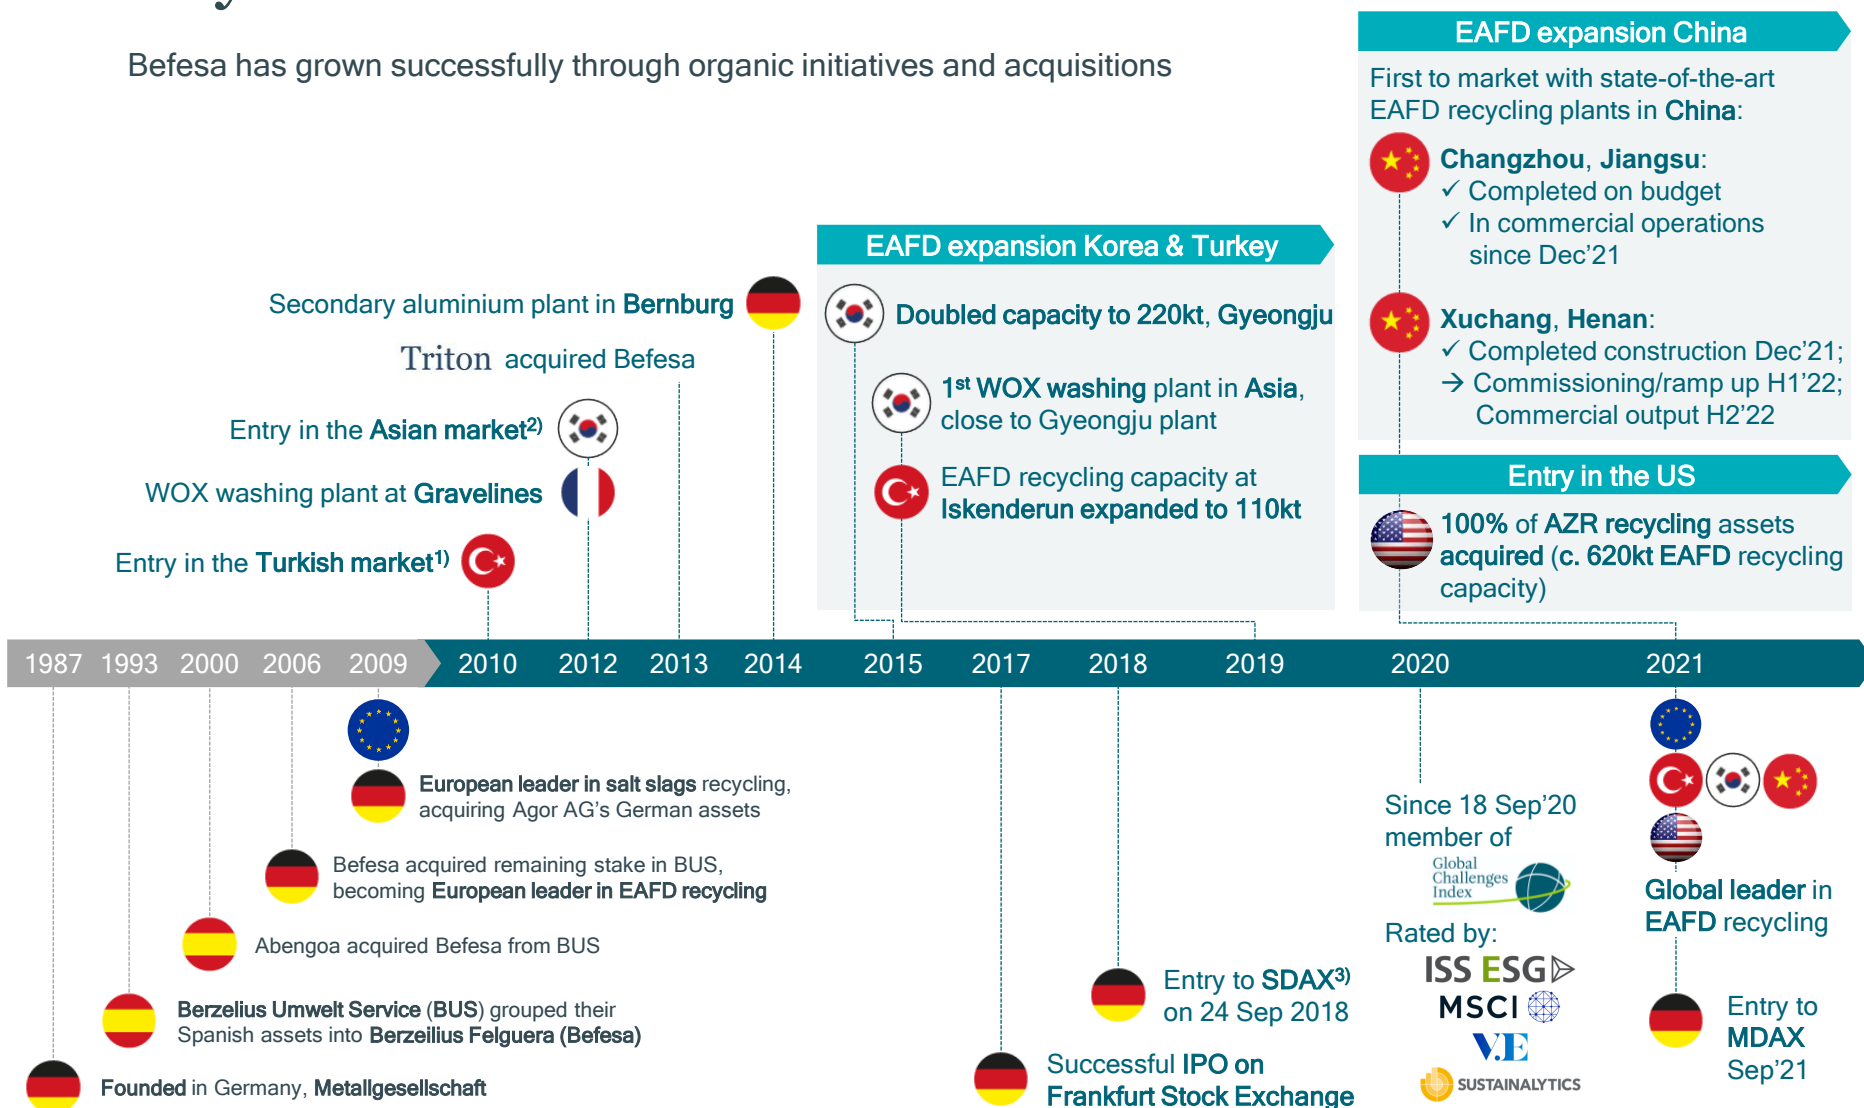 Befesa has grown successfully through organic initiatives and acquisitions
EAFD expansion China
First to market with state-of-the-art
EAFD recycling plants in China:
Changzhou, Jiangsu:
✓ Completed on budget
✓ In commercial operations
since Dec’21
Xuchang, Henan:
✓ Completed construction Dec’21;
→ Commissioning/ramp up H1’22;
Commercial output H2’22
Entry in the US
100% of AZR recycling assets
acquired (c. 620kt EAFD recycling
capacity)
EAFD expansion Korea & Turkey
Doubled capacity to 220kt, Gyeongju
1st WOX washing plant in Asia,
close to Gyeongju plant
EAFD recycling capacity at
Iskenderun expanded to 110kt
Secondary aluminium plant in Bernburg
Triton acquired Befesa
Entry in the Asian market2)
WOX washing plant at Gravelines
Entry in the Turkish market1)
1987 1993 2000 2006 2009 2010 2012 2013 2014 2015 2017 2018 2019 2020 2021
European leader in salt slags recycling,
acquiring Agor AG’s German assets
Befesa acquired remaining stake in BUS,
becoming European leader in EAFD recycling
Abengoa acquired Befesa from BUS
Berzelius Umwelt Service (BUS) grouped their
Spanish assets into Berzeilius Felguera (Befesa)
Founded in Germany, Metallgesellschaft
Successful IPO on
Frankfurt Stock Exchange
Entry to SDAX3)
on 24 Sep 2018
Since 18 Sep’20
member of
Global
Challenges
Index
Rated by:
ISS ESG
MSCI
V.E
SUSTAINALYTICS
Global leader in
EAFD recycling
Entry to
MDAX
Sep’21